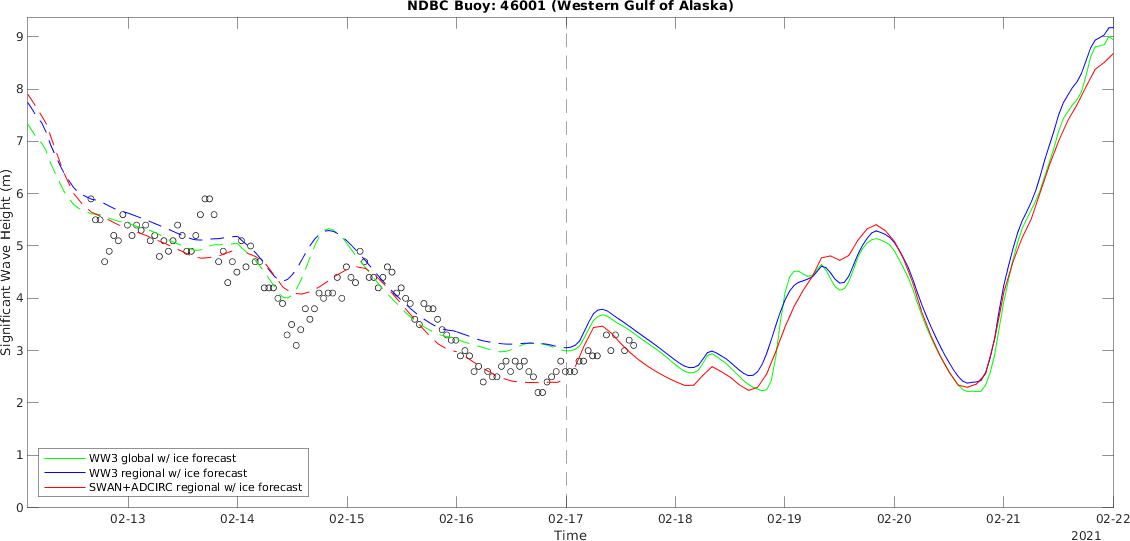 NDBC Buoy: 46001 (Western Gulf of Alaska)
Significant Wave Height (m)
9
8
7
6
5
4
3
2
1
0
WW3 global w/ ice forecast
WW3 regional w/ ice forecast
SWAN+ADCIRC regional w/ ice forecast
02-13 02-14 02-15 02-16 02-17 02-18 02-19 02-20 02-21 02-22
Time
2021